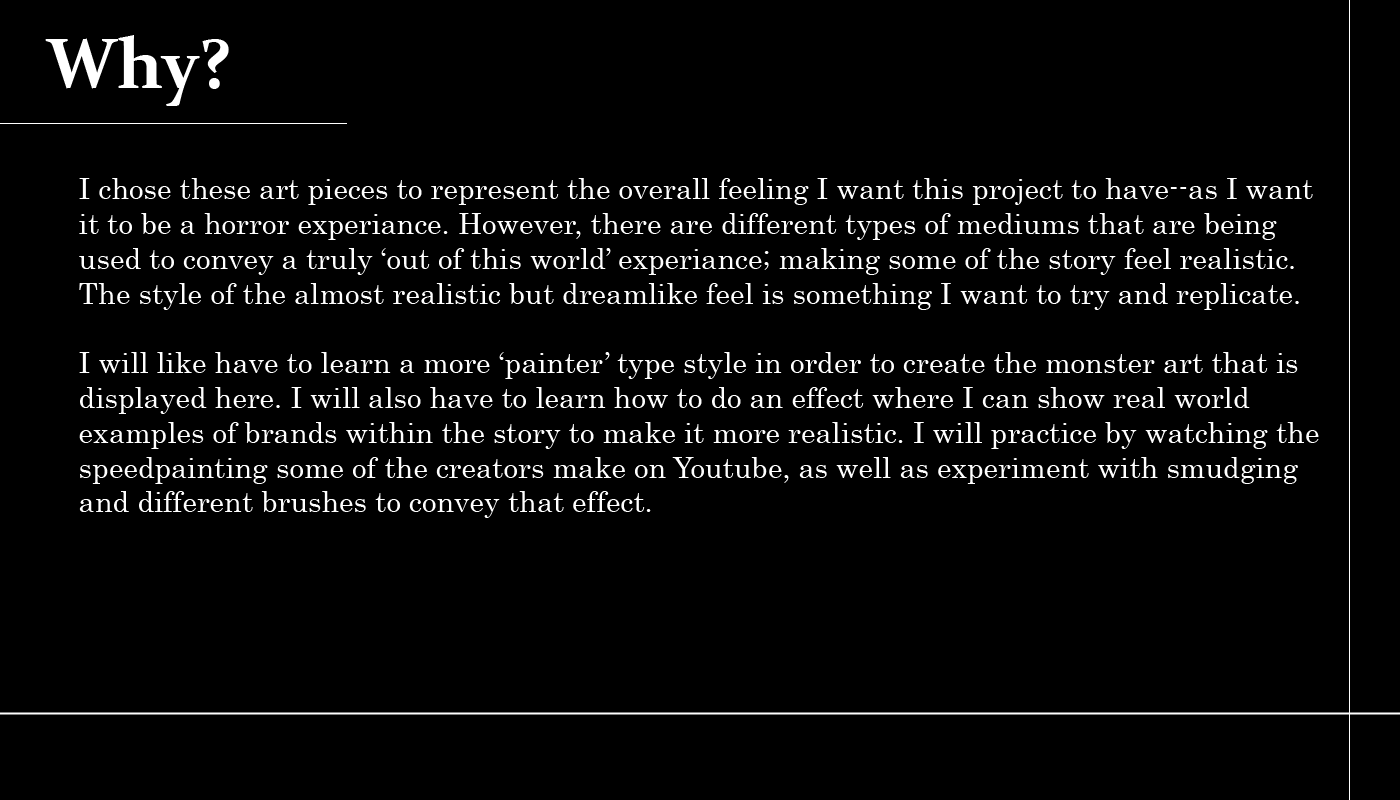 Why?
I chose these art pieces to represent the overall feeling I want this project to have--as I want
it to be a horror experiance. However, there are different types of mediums that are being
used to convey a truly ‘out of this world’ experiance; making some of the story feel realistic.
The style of the almost realistic but dreamlike feel is something I want to try and replicate.
I will like have to learn a more ‘painter’ type style in order to create the monster art that is
displayed here. I will also have to learn how to do an effect where I can show real world
examples of brands within the story to make it more realistic. I will practice by watching the
speedpainting some of the creators make on Youtube, as well as experiment with smudging
and different brushes to convey that effect.